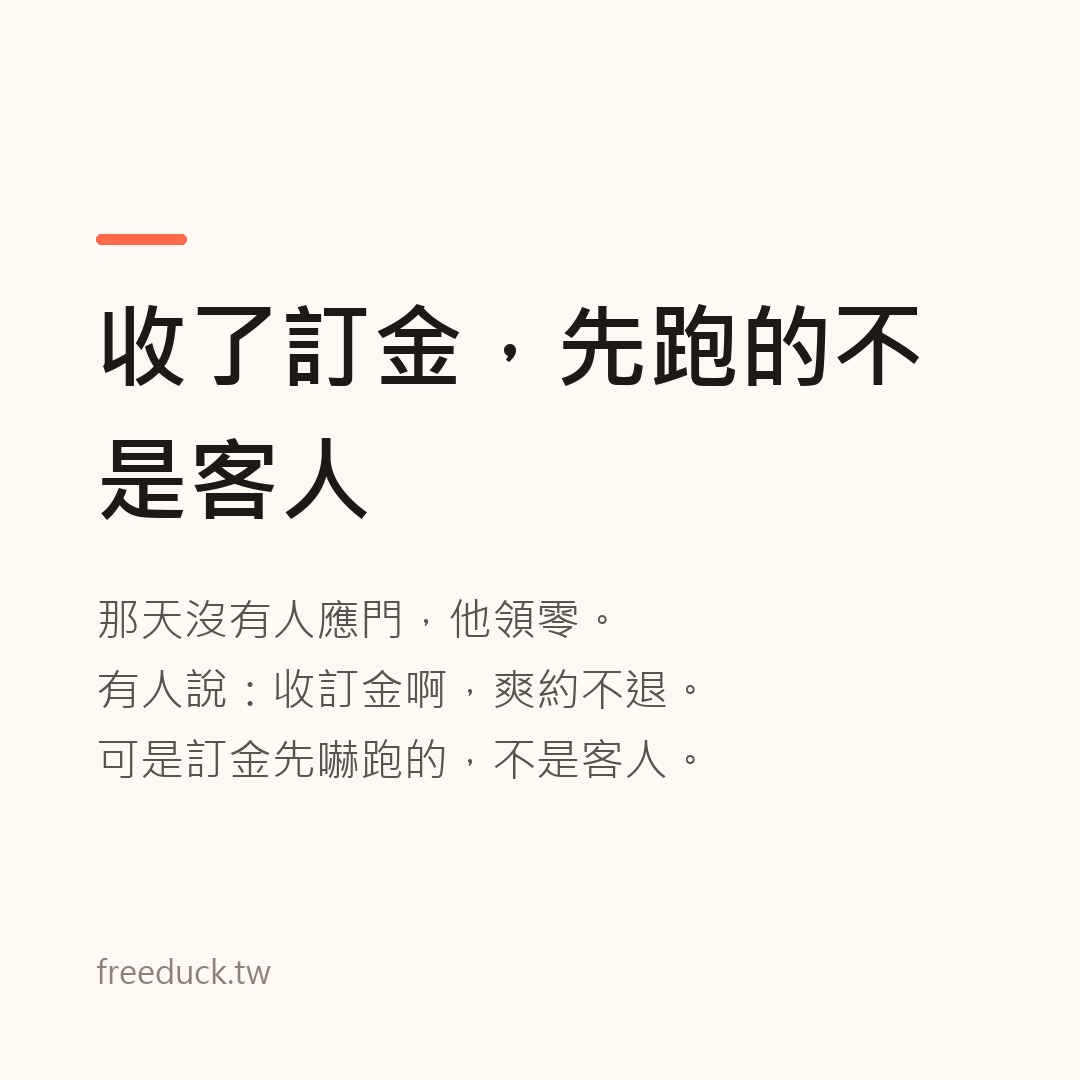 收了訂金，先跑的不
是客人
那天沒有人應門，他領零。
有人說：收訂金啊，爽約不退。
可是訂金先嚇跑的，不是客人。
freeduck.tw